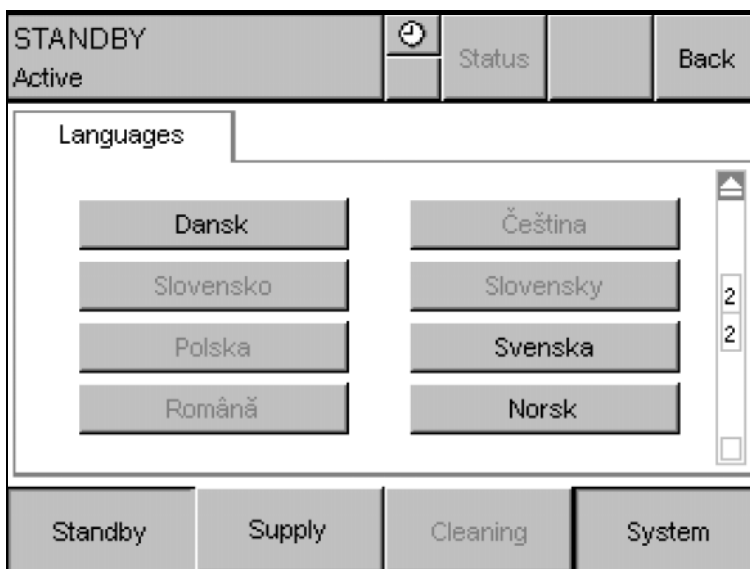 STANDBY
Active
Status
Back
Languages
Dansk
Čeština
Slovensko
Slovensky
2
Polska
Svenska
2
Română
Norsk
Standby
Supply
Cleaning
System